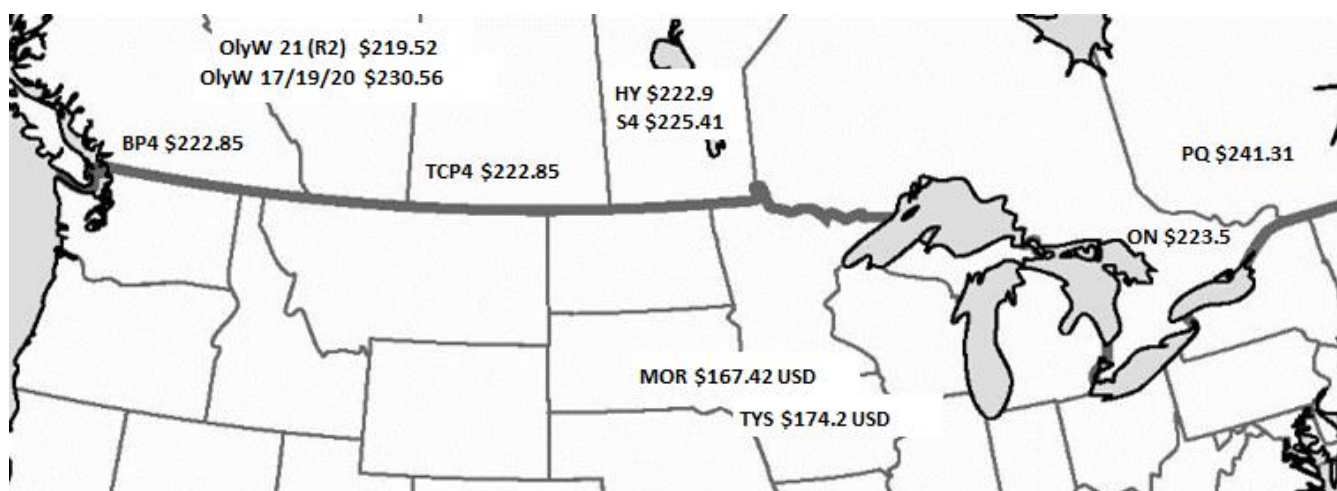 OlyW 21 (R2) $219.52
OlyW 17/19/20 $230.56
HY $222.9
S4 $225.41
BP4 $222.85
TCP4 $222.85
PQ $241.31
ON $223.5
MOR $167.42 USD
TYS $174.2 USD